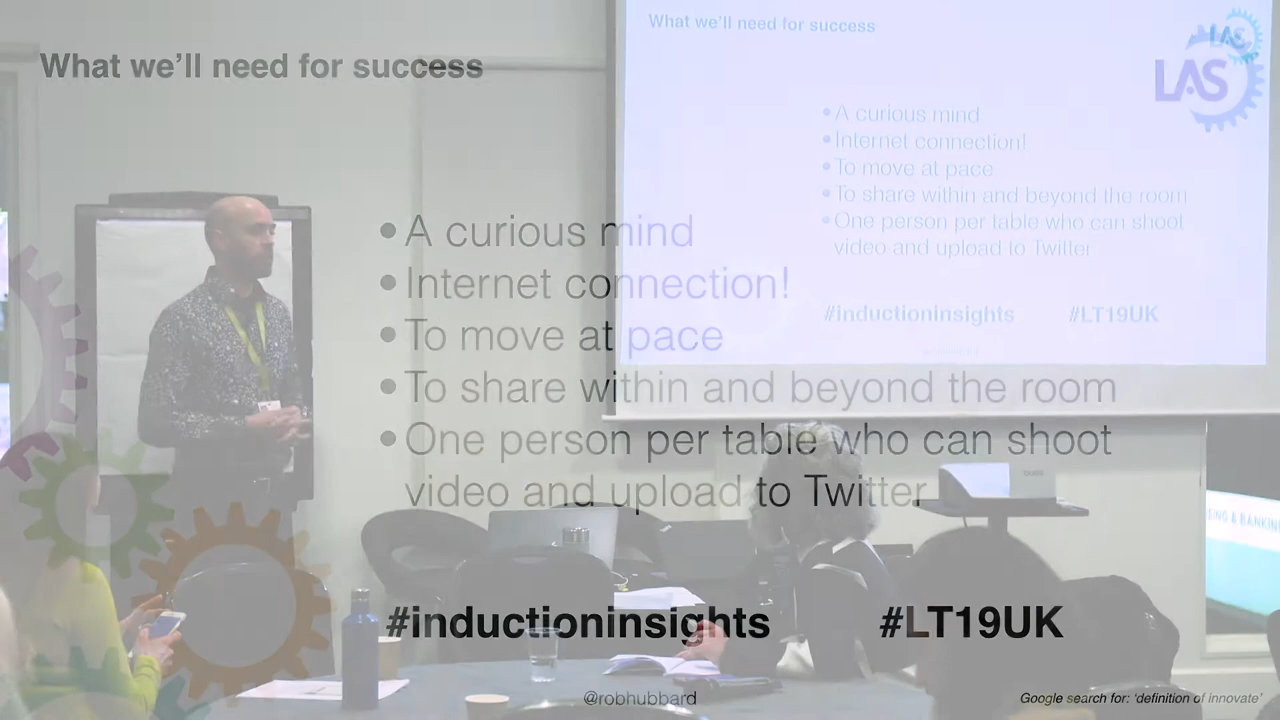 What we'll need for success
LAS
LAS
• A curious mind
• Internet connection!
• To move at pace
• To share within and beyond the room
• One person per table who can shoot
video and upload to Twitter
#inductioninsights #LT19UK
What we'll need for success
• A curious mind
• Internet connection!
• To move at pace
• To share within and beyond the room
• One person per table who can shoot
video and upload to Twitter
#inductioninsights #LT19UK
@robhubbard
Google search for: 'definition of innovate'
& BANKING